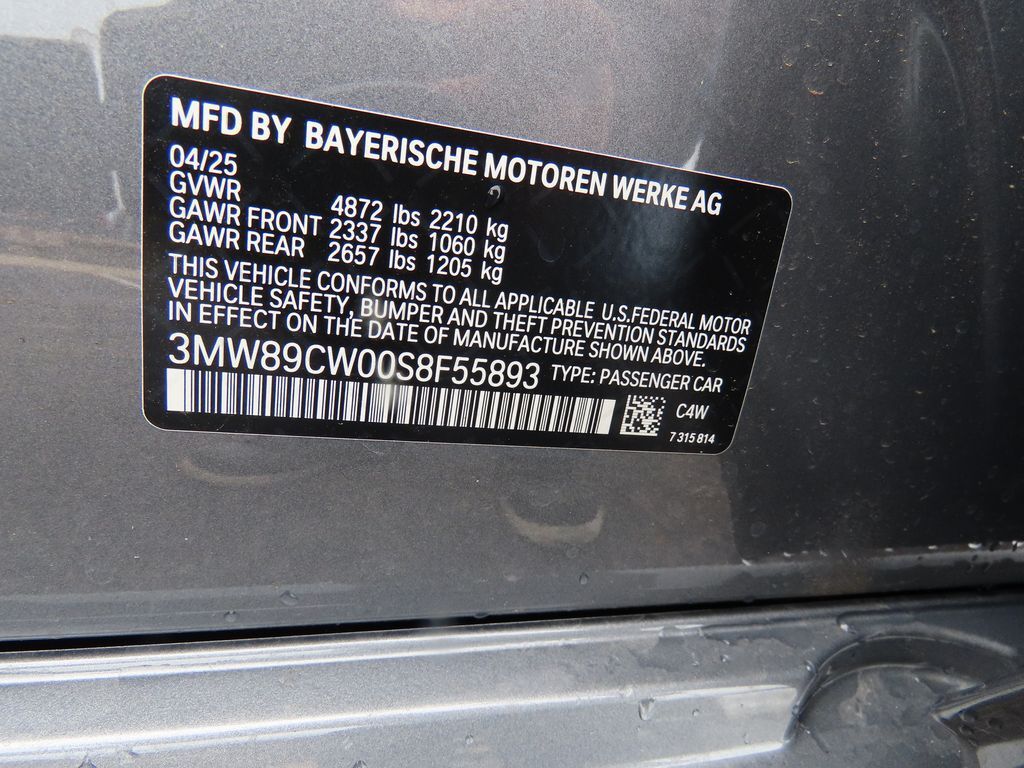 MFD BY BAYERISCHE MOTOREN WERKE AG
04/25
GVWR 4872 lbs 2210 kg
GAWR FRONT 2337 lbs 1060 kg
GAWR REAR 2657 lbs 1205 kg
THIS VEHICLE CONFORMS TO ALL APPLICABLE U.S.FEDERAL MOTOR
VEHICLE SAFETY, BUMPER AND THEFT PREVENTION STANDARDS
IN EFFECT ON THE DATE OF MANUFACTURE SHOWN ABOVE.
3MW89CW00S8F55893 TYPE: PASSENGER CAR
C4W
7 315 814